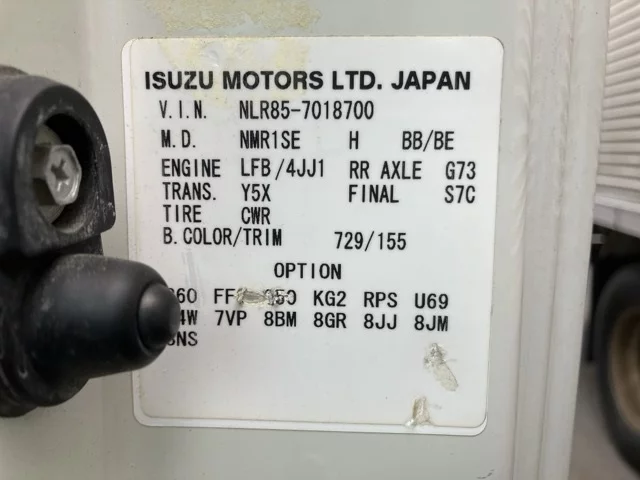 ISUZU MOTORS LTD. JAPAN
V.I.N. NLR85-7018700
M.D. NMR1SE H BB/BE
ENGINE LFB/4JJ1 RR AXLE G73
TRANS. Y5X FINAL S7C
TIRE CWR
B.COLOR/TRIM 729/155
OPTION
KG2 RPS U69
7VP 8BM 8GR 8JJ 8JM